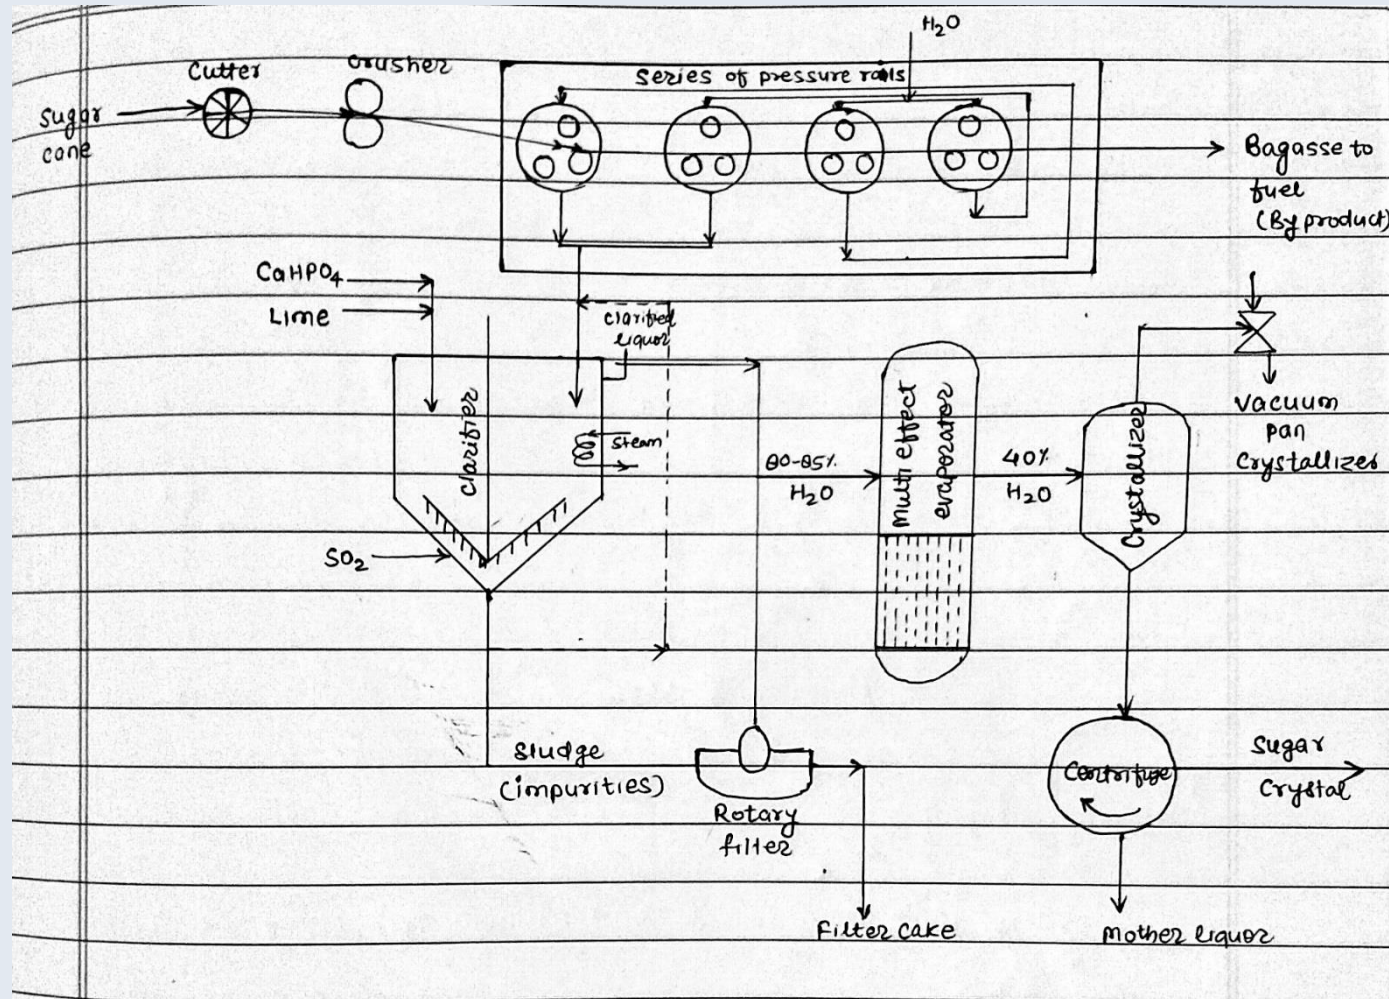 H₂O
Cutter
crusher
Series of pressure rolls
Sugar
cane
Bagasse to
fuel
(By product)
CaHPO₄
Lime
clarified
liquor
clarifier
steam
Multi effect
evaporator
80-85%
H₂O
40%
H₂O
Crystallizer
vacuum
pan
crystallizer
SO₂
sludge
(impurities)
Rotary
filter
Centrifuge
sugar
crystal
Filter cake
Mother liquor